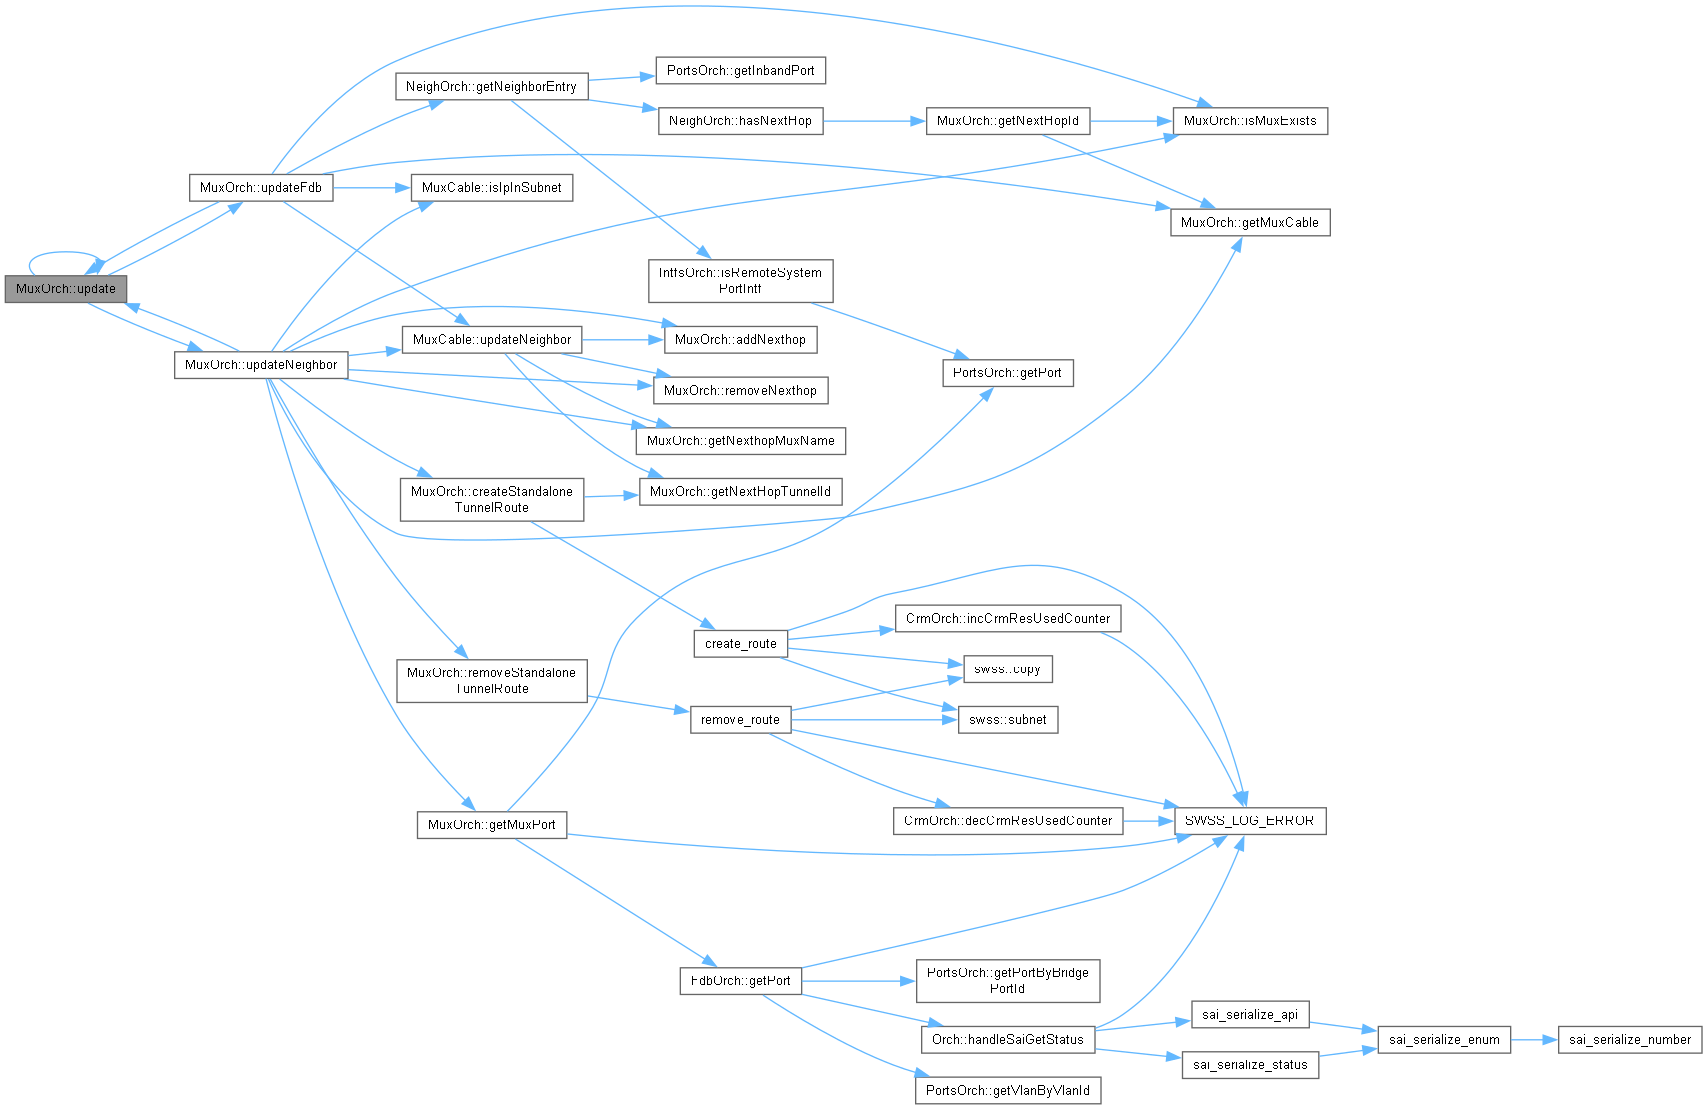 MuxOrch::update
MuxOrch::updateFdb
MuxOrch::updateNeighbor
NeighOrch::getNeighborEntry
MuxCable::isIpInSubnet
MuxCable::updateNeighbor
MuxOrch::createStandalone
TunnelRoute
MuxOrch::removeStandalone
TunnelRoute
MuxOrch::getMuxPort
PortsOrch::getInbandPort
NeighOrch::hasNextHop
IntfsOrch::isRemoteSystem
PortIntf
MuxOrch::addNexthop
MuxOrch::removeNexthop
MuxOrch::getNexthopMuxName
MuxOrch::getNextHopTunnelId
create_route
remove_route
FdbOrch::getPort
MuxOrch::getNextHopId
PortsOrch::getPort
CrmOrch::incCrmResUsedCounter
swss::copy
swss::subnet
CrmOrch::decCrmResUsedCounter
PortsOrch::getPortByBridge
PortId
Orch::handleSaiGetStatus
PortsOrch::getVlanByVlanId
MuxOrch::isMuxExists
MuxOrch::getMuxCable
SWSS_LOG_ERROR
sai_serialize_api
sai_serialize_status
sai_serialize_enum
sai_serialize_number